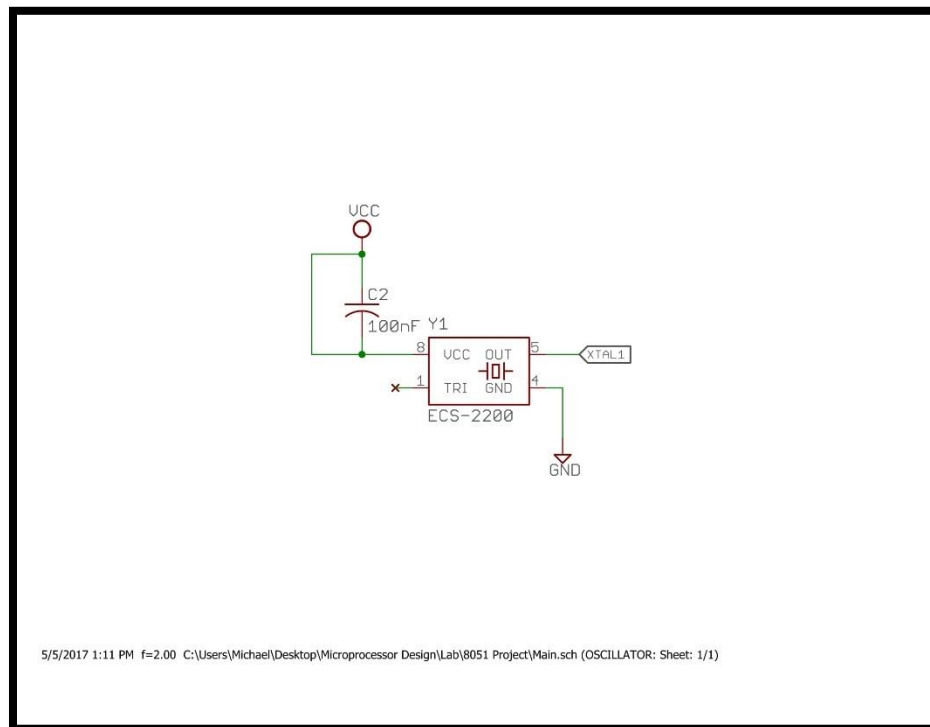 VCC
C2
100nF Y1
8 VCC OUT 5 XTAL1
1 TRI GND 4
ECS-2200
GND
5/5/2017 1:11 PM f=2.00 C:\Users\Michael\Desktop\Microprocessor Design\Lab\8051 Project\Main.sch (OSCILLATOR: Sheet: 1/1)